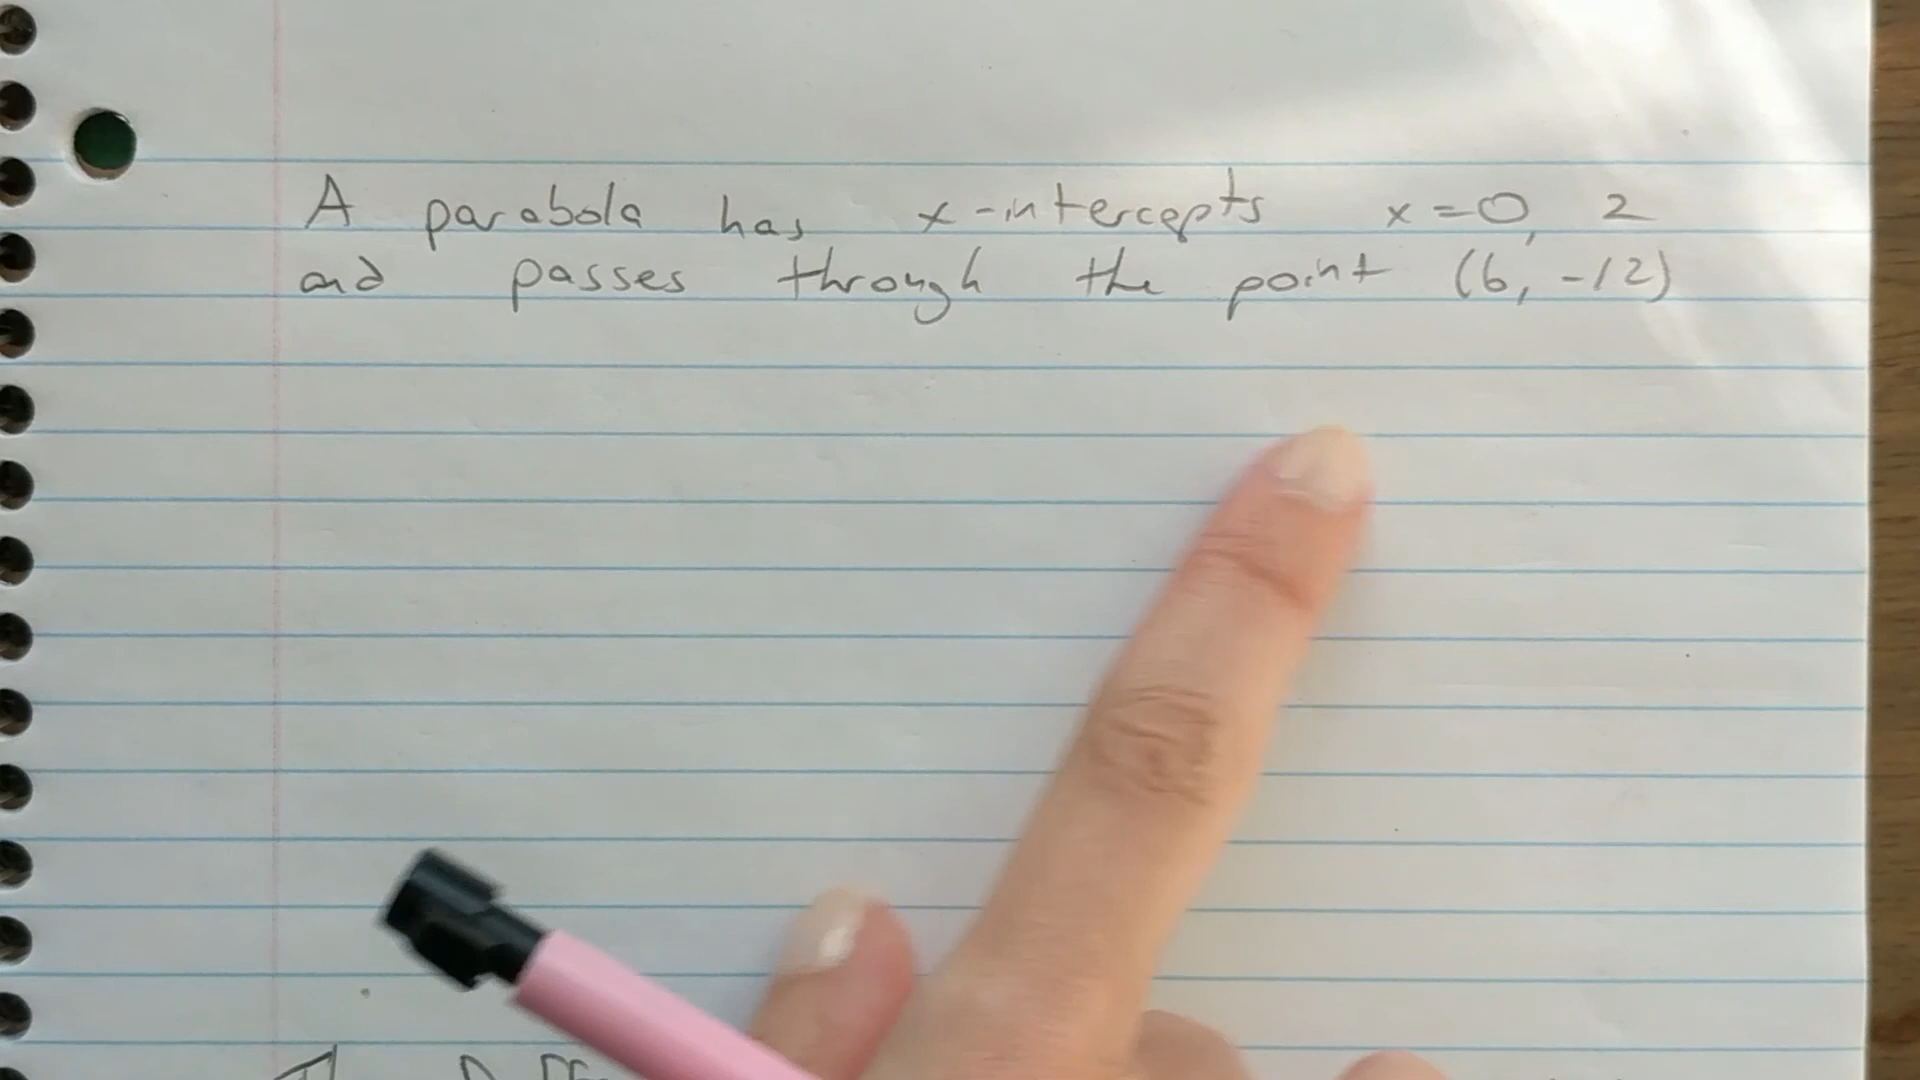 A parabola has x-intercepts x=0, 2
and passes through the point (6, -12)